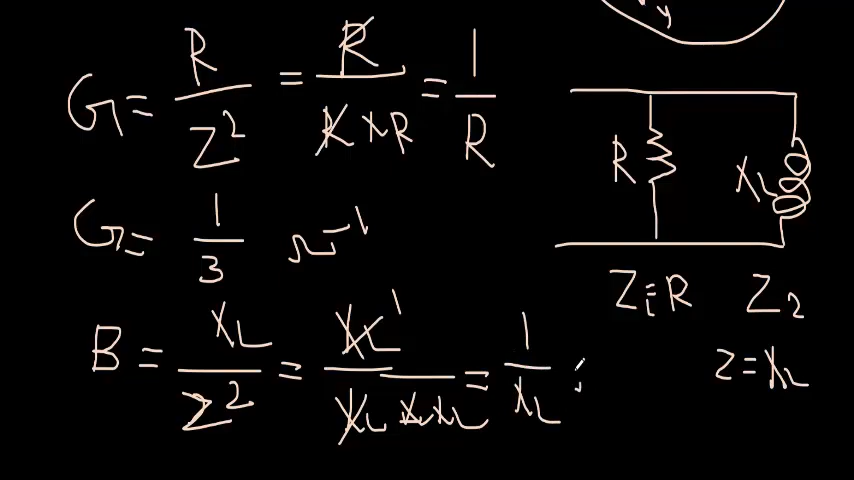 y
G = R / Z² = R / R × R = 1 / R
R
XL
G = 1 / 3 Ω⁻¹
Z₁ = R Z₂
B = XL / Z² = XL / XL × XL = 1 / XL
Z = XL